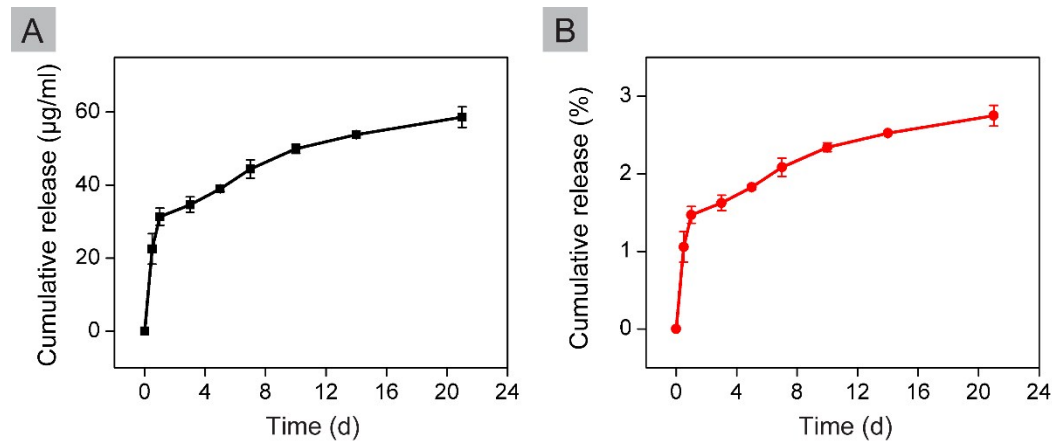 A
Cumulative release (μg/ml)
60
40
20
0
0 4 8 12 16 20 24
Time (d)
B
Cumulative release (%)
3
2
1
0
0 4 8 12 16 20 24
Time (d)